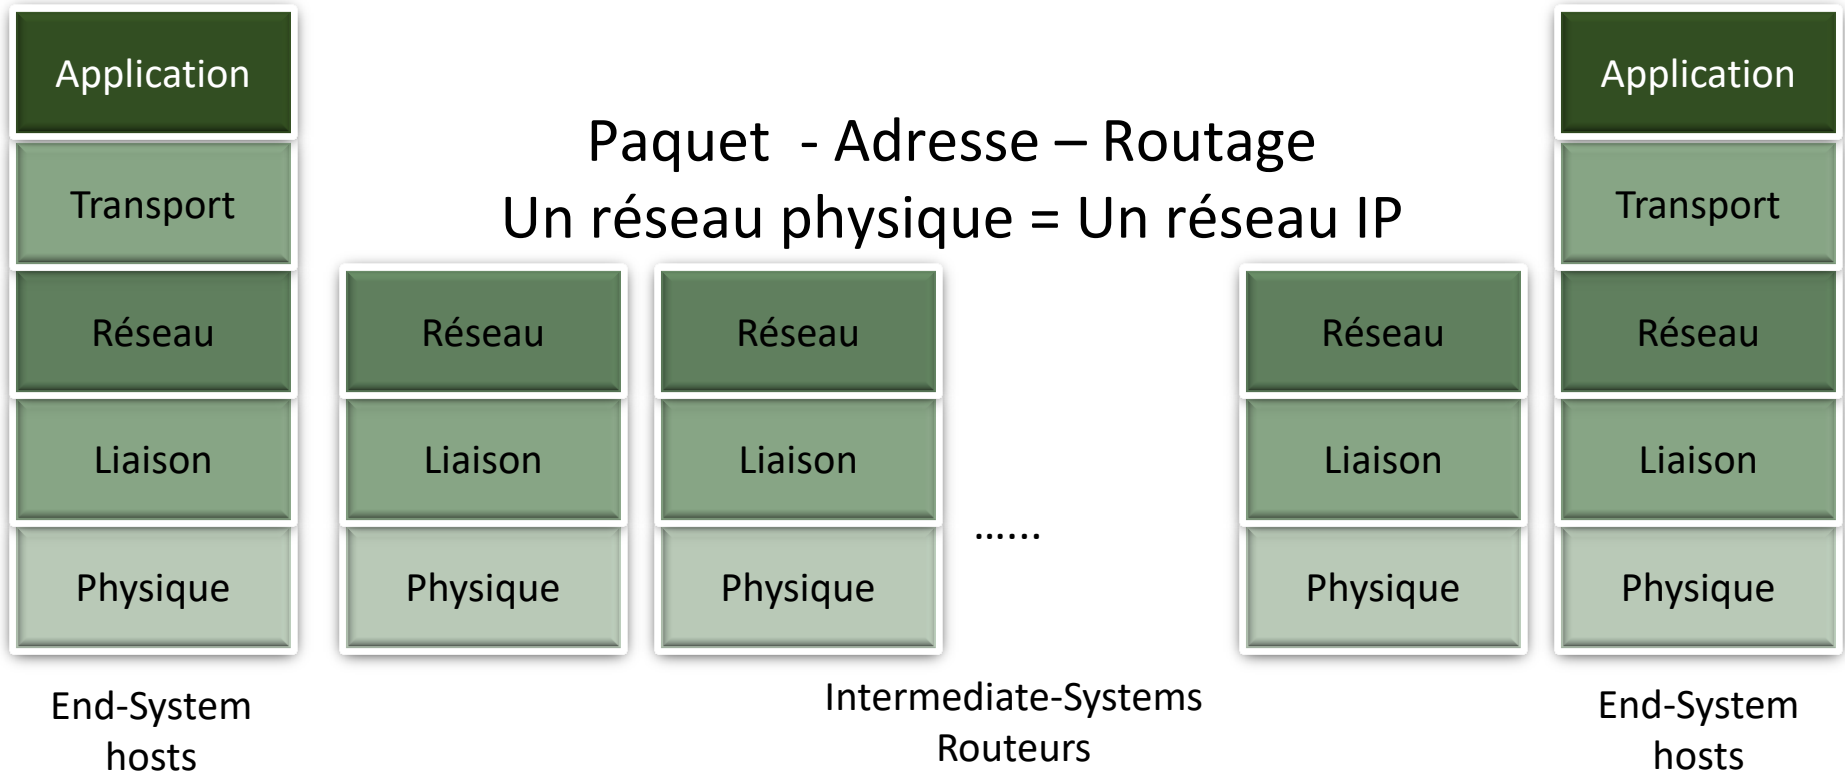 Application
Transport
Réseau
Liaison
Physique
End-System
hosts
Paquet - Adresse – Routage
Un réseau physique = Un réseau IP
Réseau
Liaison
Physique
Réseau
Liaison
Physique
......
Réseau
Liaison
Physique
Intermediate-Systems
Routeurs
Application
Transport
Réseau
Liaison
Physique
End-System
hosts